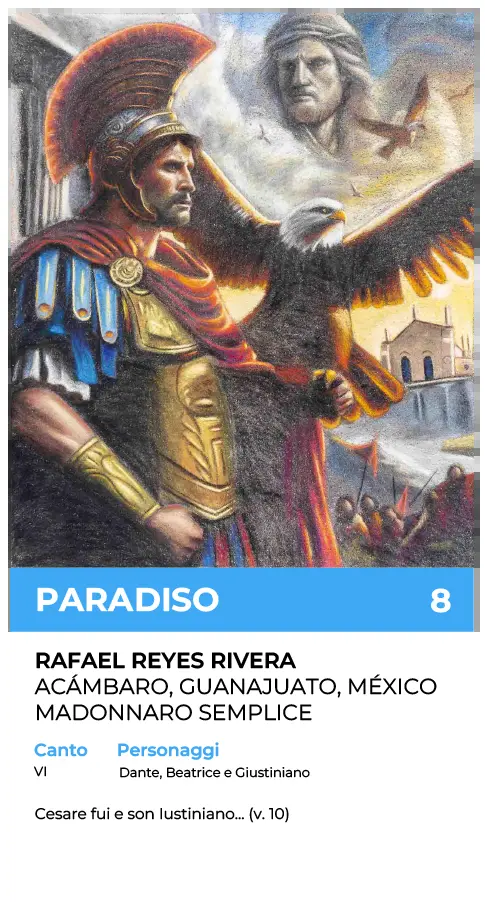 PARADISO 8
RAFAEL REYES RIVERA
ACÁMBARO, GUANAJUATO, MÉXICO
MADONNARO SEMPLICE
Canto Personaggi
VI Dante, Beatrice e Giustiniano
Cesare fui e son Iustiniano... (v. 10)